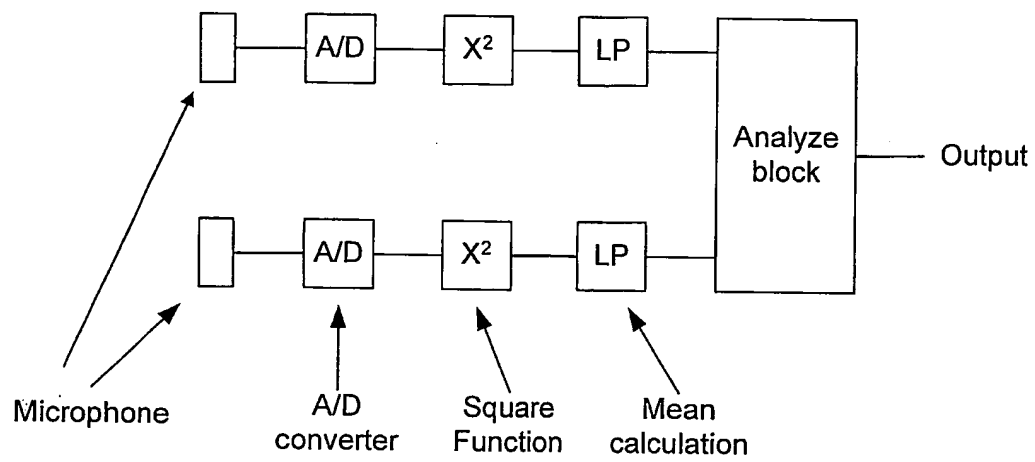 A/D X² LP
Analyze
block
Output
A/D X² LP
Microphone
A/D
converter
Square
Function
Mean
calculation